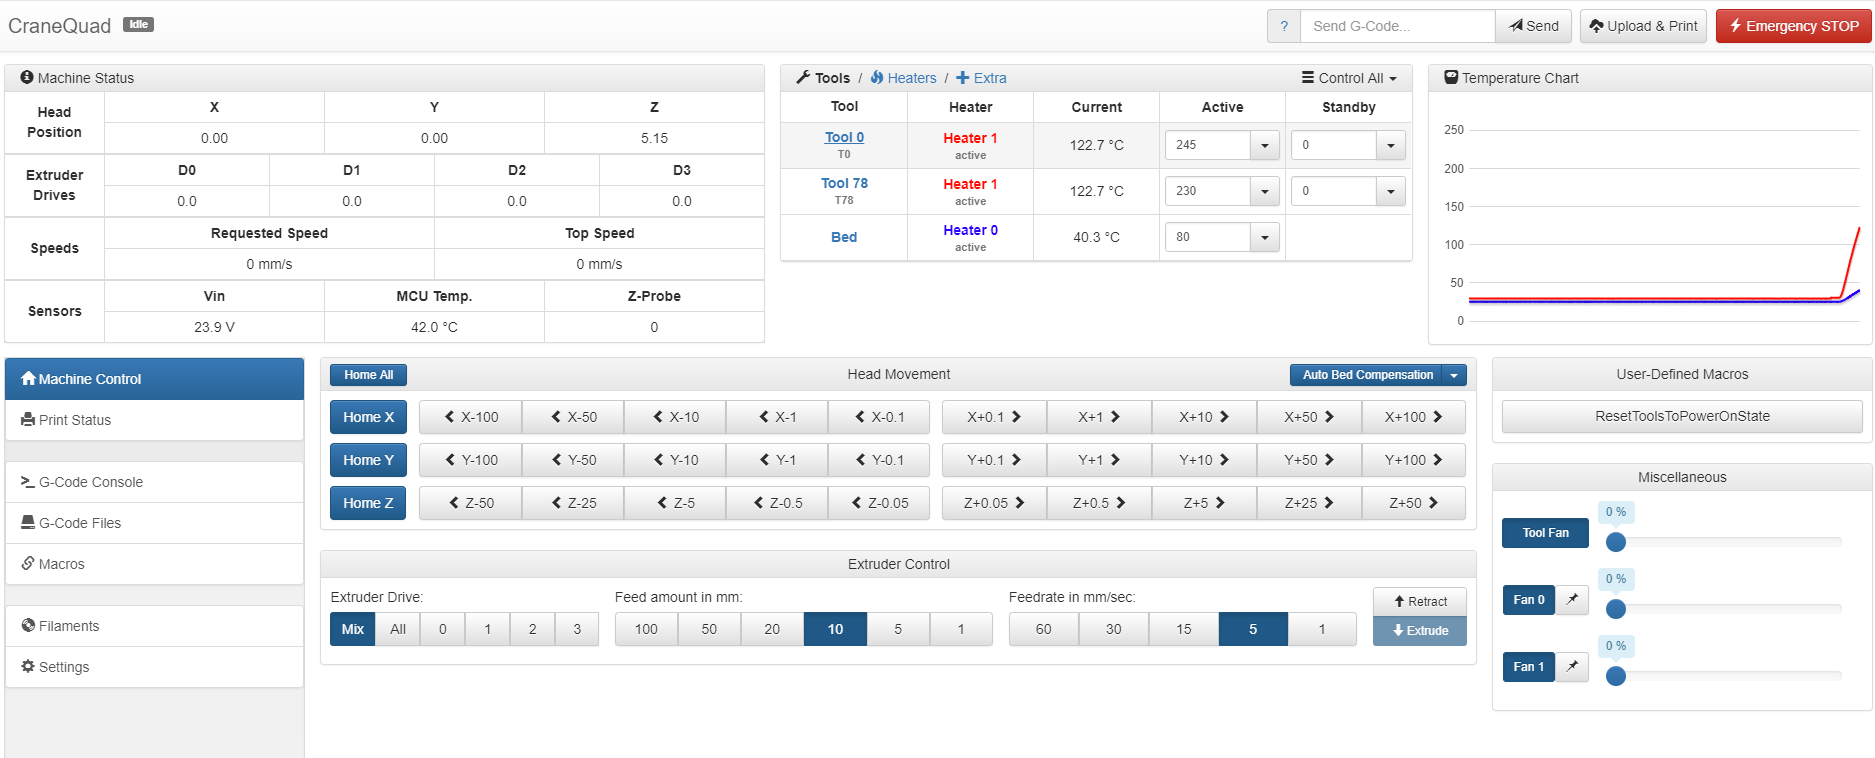 CraneQuad Idle
? Send G-Code... Send Upload & Print Emergency STOP
Machine Status
Head Position X Y Z
0.00 0.00 5.15
Extruder Drives D0 D1 D2 D3
0.0 0.0 0.0 0.0
Speeds Requested Speed Top Speed
0 mm/s 0 mm/s
Sensors Vin MCU Temp. Z-Probe
23.9 V 42.0 °C 0
Tools / Heaters / Extra Control All
Tool Heater Current Active Standby
Tool 0 Heater 1 122.7 °C 245 0
T0 active
Tool 78 Heater 1 122.7 °C 230 0
T78 active
Bed Heater 0 40.3 °C 80
active
Temperature Chart
250
200
150
100
50
0
Machine Control
Print Status
G-Code Console
G-Code Files
Macros
Filaments
Settings
Home All Head Movement Auto Bed Compensation
Home X X-100 X-50 X-10 X-1 X-0.1 X+0.1 X+1 X+10 X+50 X+100
Home Y Y-100 Y-50 Y-10 Y-1 Y-0.1 Y+0.1 Y+1 Y+10 Y+50 Y+100
Home Z Z-50 Z-25 Z-5 Z-0.5 Z-0.05 Z+0.05 Z+0.5 Z+5 Z+25 Z+50
Extruder Control
Extruder Drive: Feed amount in mm: Feedrate in mm/sec:
Mix All 0 1 2 3 100 50 20 10 5 1 60 30 15 5 1
Retract
Extrude
User-Defined Macros
ResetToolsToPowerOnState
Miscellaneous
0 %
Tool Fan
0 %
Fan 0
0 %
Fan 1